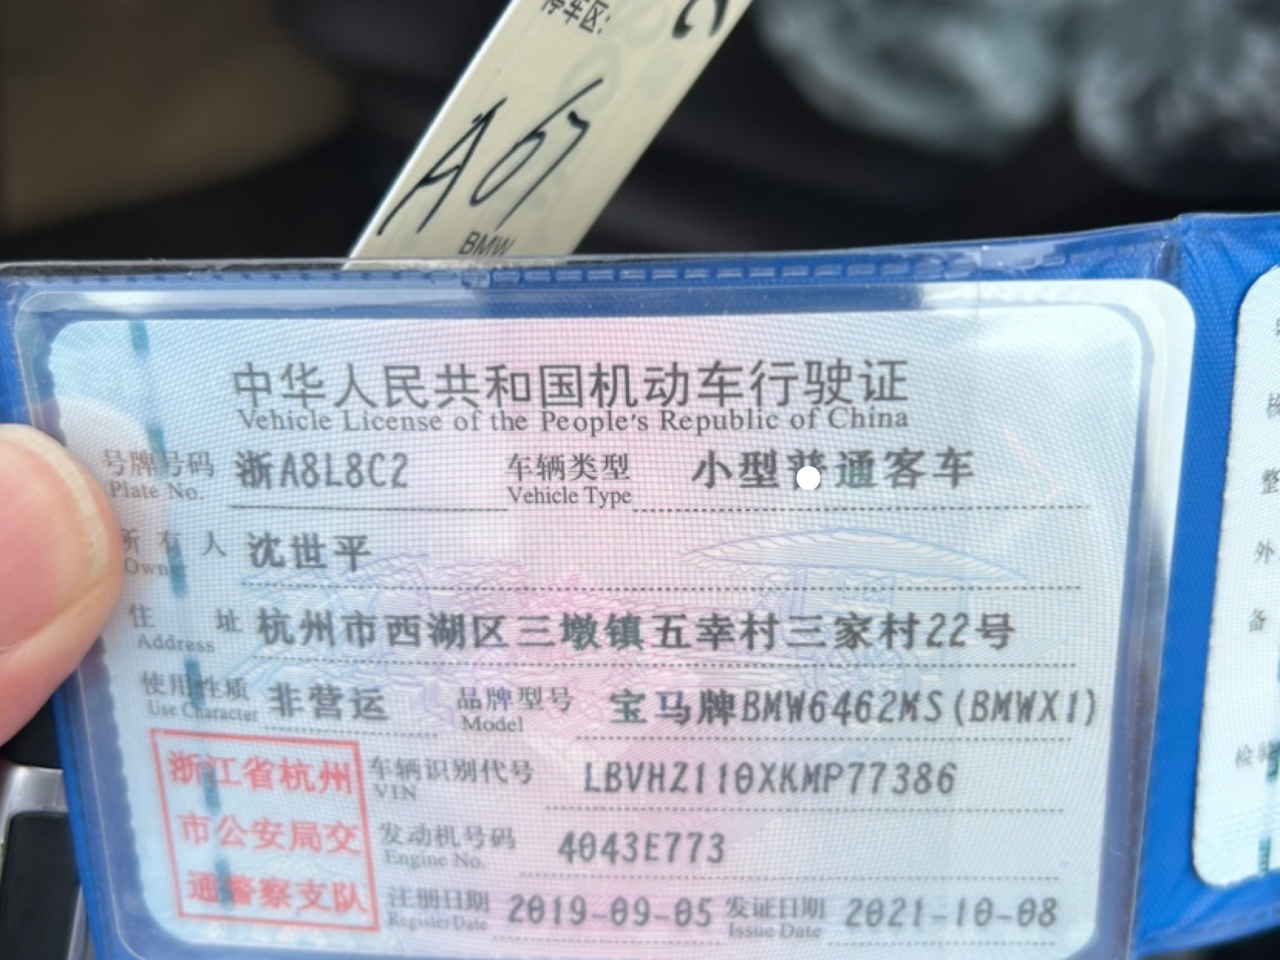 停车区:
2
A67
BMW
中华人民共和国机动车行驶证
Vehicle License of the People's Republic of China
号牌号码 浙A8L8C2 车辆类型 小型普通客车
Plate No. Vehicle Type
所有人 沈世平
Owner
住址 杭州市西湖区三墩镇五幸村三家村22号
Address
使用性质 非营运 品牌型号 宝马牌BMW6462MS(BMWX1)
Use Character Model
浙江省杭州
市公安局交
通警察支队
车辆识别代号 LBVHZ110XKMP77386
VIN
发动机号码 4043E773
Engine No.
注册日期 2019-09-05 发证日期 2021-10-08
Register Date Issue Date
整
外
备